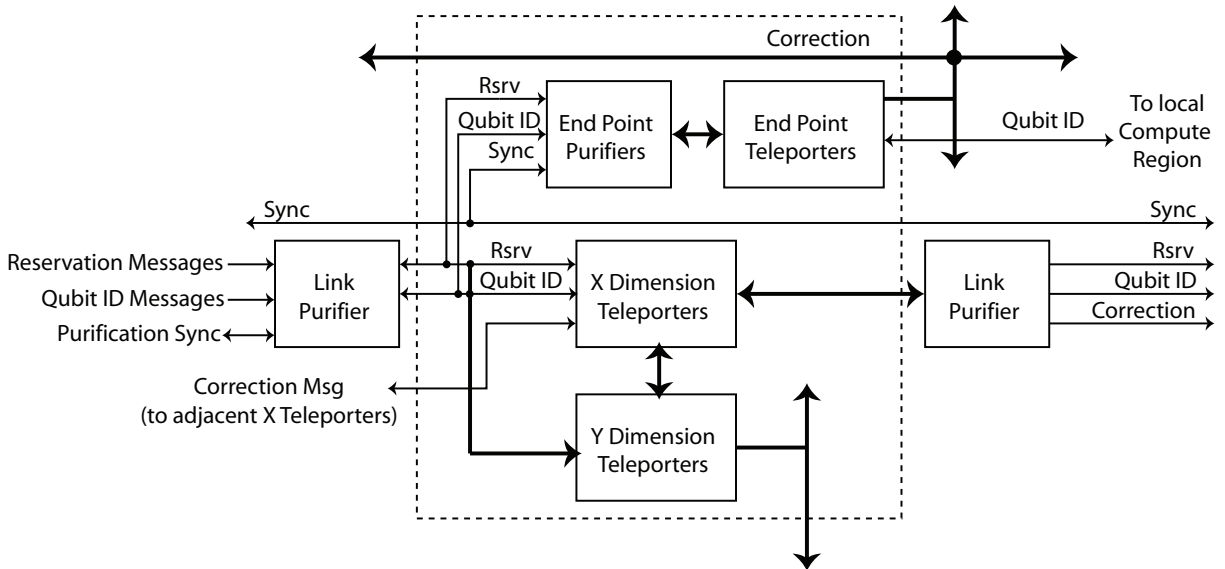 Correction
Rsrv
Qubit ID
Sync
End Point
Purifiers
End Point
Teleporters
Qubit ID
To local
Compute
Region
Sync
Sync
Reservation Messages
Qubit ID Messages
Purification Sync
Link
Purifier
Rsrv
Qubit ID
X Dimension
Teleporters
Link
Purifier
Rsrv
Qubit ID
Correction
Correction Msg
(to adjacent X Teleporters)
Y Dimension
Teleporters